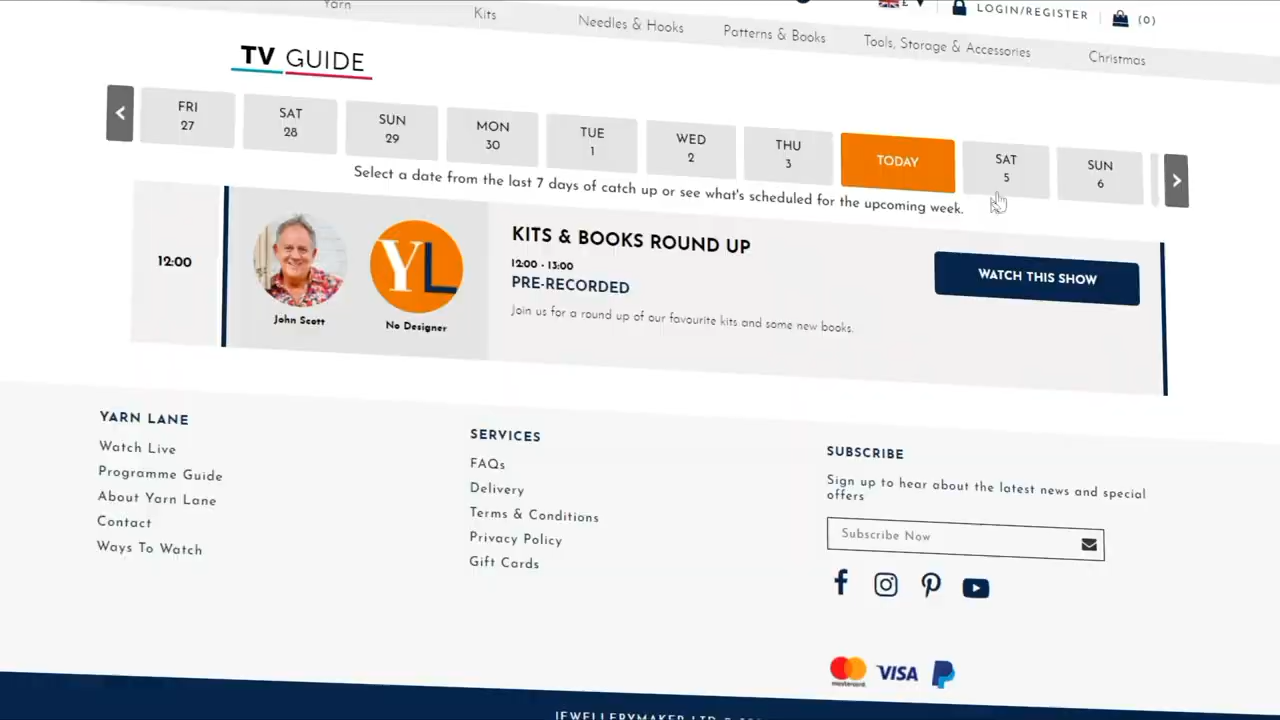 Yarn
Kits
Needles & Hooks
Patterns & Books
Tools, Storage & Accessories
Christmas
£
LOGIN/REGISTER
(0)
TV GUIDE
FRI
27
SAT
28
SUN
29
MON
30
TUE
1
WED
2
THU
3
TODAY
SAT
5
SUN
6
Select a date from the last 7 days of catch up or see what's scheduled for the upcoming week.
12:00
John Scott
YL
No Designer
KITS & BOOKS ROUND UP
12:00 - 13:00
PRE-RECORDED
Join us for a round up of our favourite kits and some new books.
WATCH THIS SHOW
YARN LANE
Watch Live
Programme Guide
About Yarn Lane
Contact
Ways To Watch
SERVICES
FAQs
Delivery
Terms & Conditions
Privacy Policy
Gift Cards
SUBSCRIBE
Sign up to hear about the latest news and special
offers
Subscribe Now
mastercard
VISA
JEWELLERYMAKER LTD